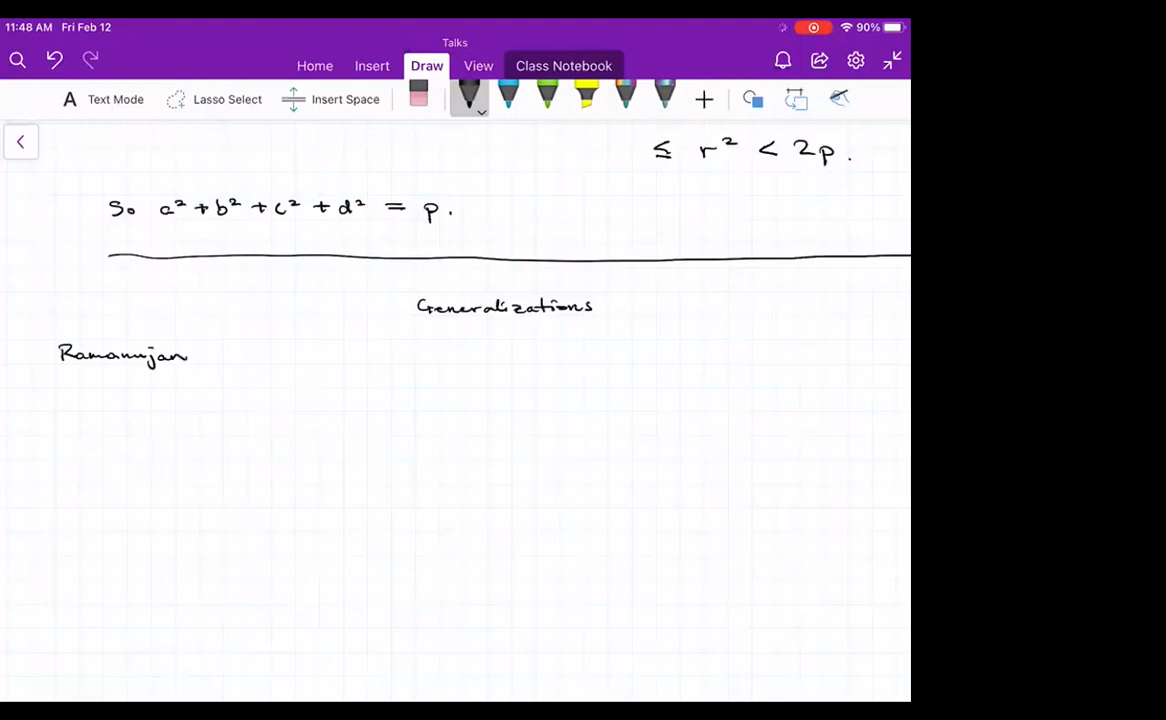 11:48 AM Fri Feb 12 90%
Talks
Home Insert Draw View Class Notebook
Text Mode Lasso Select Insert Space
≤ r² < 2p.
So a² + b² + c² + d² = p.
Generalizations
Ramanujan